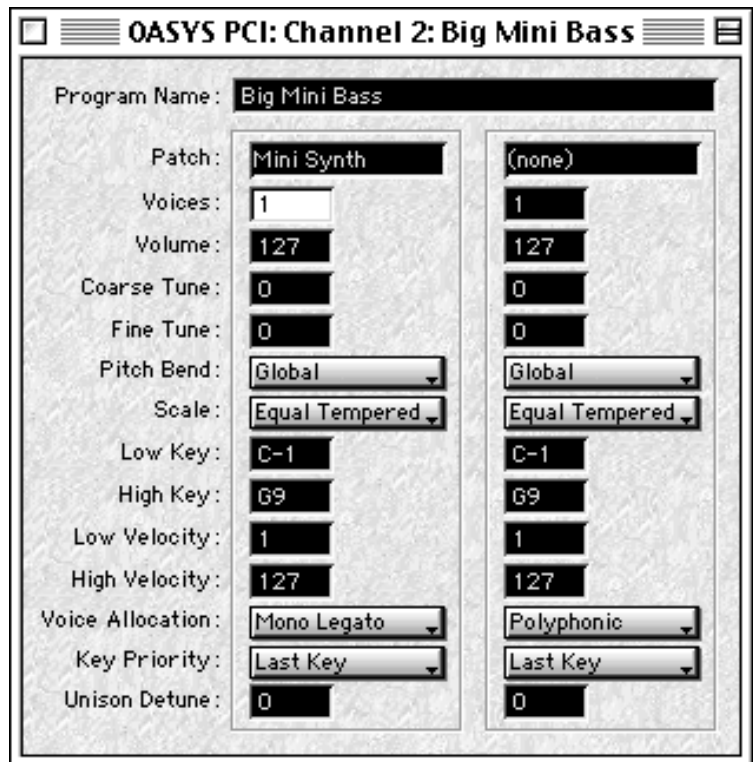 OASYS PCI: Channel 2: Big Mini Bass
Program Name: Big Mini Bass
Patch: Mini Synth (none)
Voices: 1 1
Volume: 127 127
Coarse Tune: 0 0
Fine Tune: 0 0
Pitch Bend: Global Global
Scale: Equal Tempered Equal Tempered
Low Key: C-1 C-1
High Key: G9 G9
Low Velocity: 1 1
High Velocity: 127 127
Voice Allocation: Mono Legato Polyphonic
Key Priority: Last Key Last Key
Unison Detune: 0 0